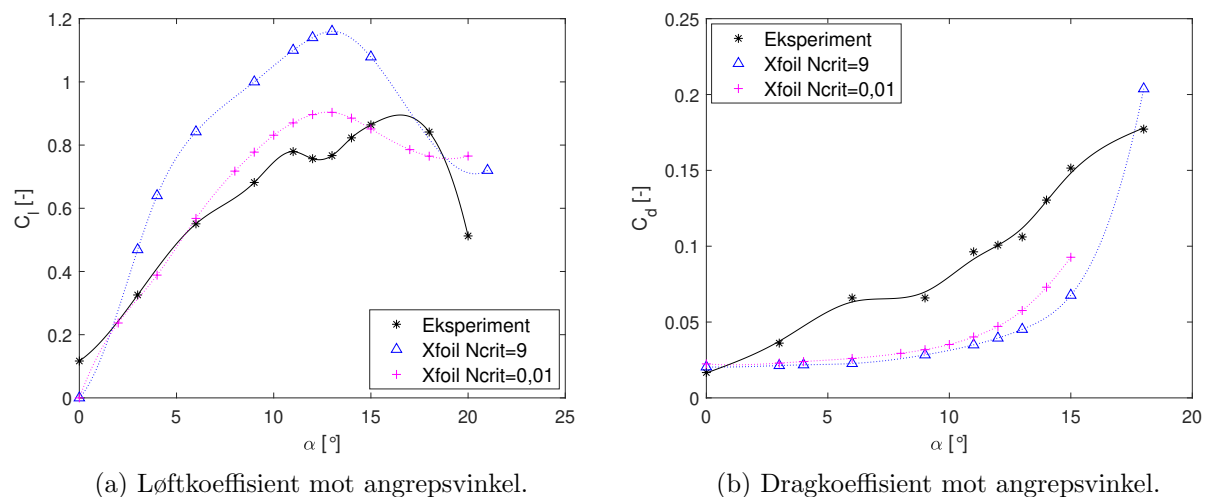 1.2
1
0.8
0.6
0.4
0.2
0
C_l [-]
Eksperiment
Xfoil Ncrit=9
Xfoil Ncrit=0,01
0 5 10 15 20 25
α [°]
(a) Løftkoeffisient mot angrepsvinkel.
0.25
0.2
0.15
0.1
0.05
0
C_d [-]
Eksperiment
Xfoil Ncrit=9
Xfoil Ncrit=0,01
0 5 10 15 20
α [°]
(b) Dragkoeffisient mot angrepsvinkel.